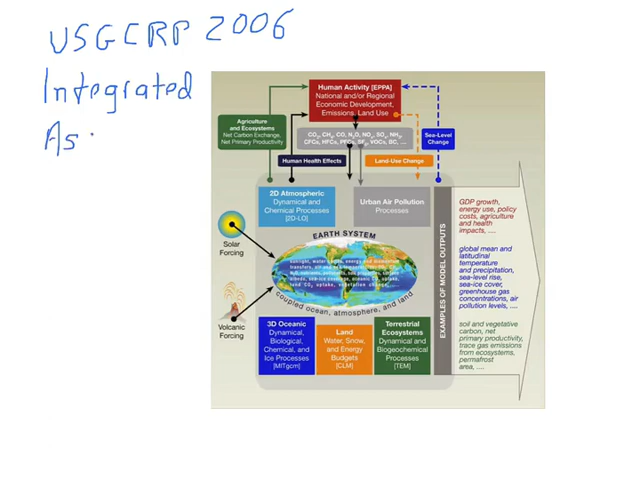 USGCRP 2006
Integrated
As
Human Activity [EPPA]
National and/or Regional
Economic Development,
Emissions, Land Use
Agriculture
and Ecosystems
Net Carbon Exchange,
Net Primary Productivity
CO₂, CH₄, CO, N₂O, NOₓ, SOₓ, NH₃,
CFCs, HFCs, PFCs, SF₆, VOCs, BC, ....
Sea-Level
Change
Human Health Effects
Land-Use Change
2D Atmospheric
Dynamical and
Chemical Processes
[2D-LO]
Urban Air Pollution
Processes
EARTH SYSTEM
Solar
Forcing
Volcanic
Forcing
coupled ocean, atmosphere, and land
3D Oceanic
Dynamical,
Biological,
Chemical, and
Ice Processes
[MITgcm]
Land
Water, Snow,
and Energy
Budgets
[CLM]
Terrestrial
Ecosystems
Dynamical and
Biogeochemical
Processes
[TEM]
EXAMPLES OF MODEL OUTPUTS
GDP growth,
energy use, policy
costs, agriculture
and health
impacts, ....
global mean and
latitudinal
temperature
and precipitation,
sea-level rise,
sea-ice cover,
greenhouse gas
concentrations, air
pollution levels, ....
soil and vegetative
carbon, net
primary productivity,
trace gas emissions
from ecosystems,
permafrost
area, ....